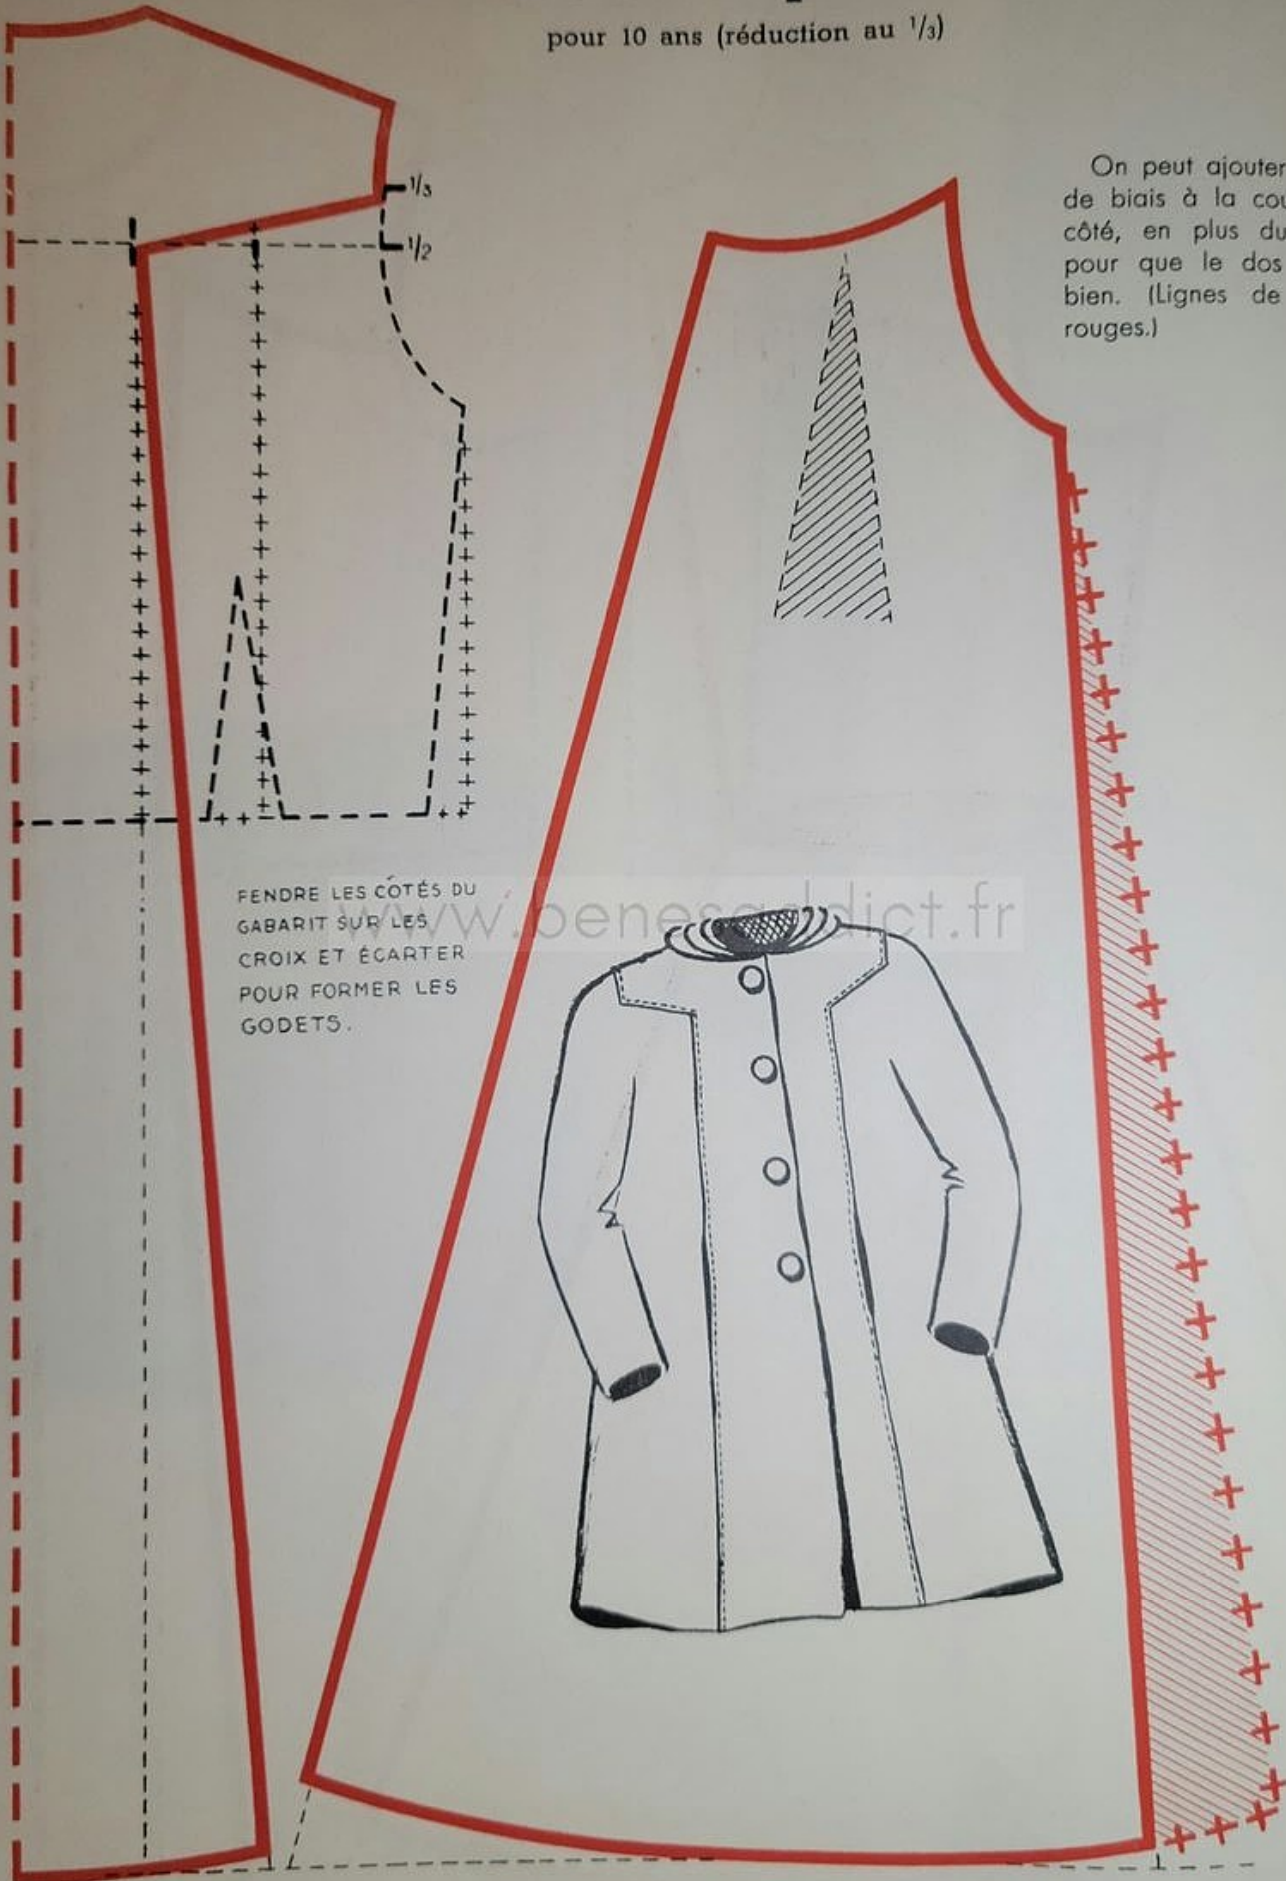 pour 10 ans (réduction au 1/3)
On peut ajouter
de biais à la
côté, en plus du
pour que le dos
bien. (Lignes de
rouges.)
1/3
1/2
FENDRE LES CÔTÉS DU
GABARIT SUR LES
CROIX ET ÉCARTER
POUR FORMER LES
GODETS.
www.benesaddict.fr